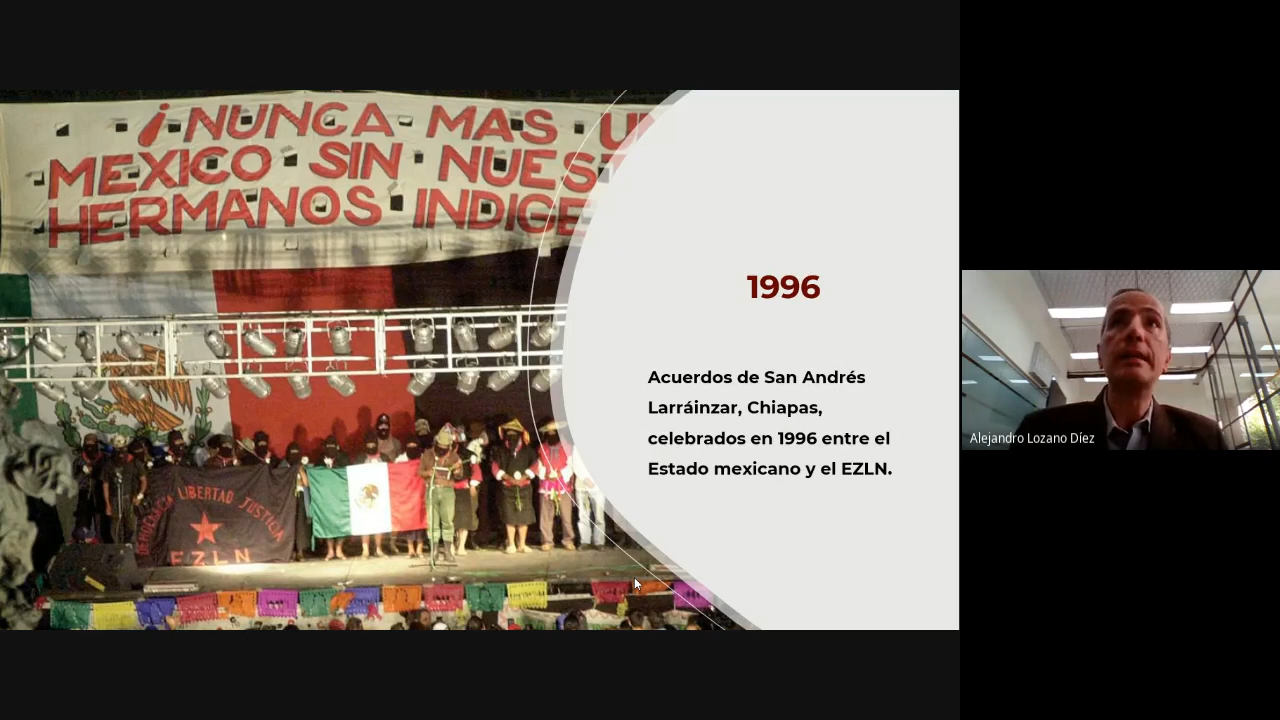 ¡NUNCA MAS U
MEXICO SIN NUEST
HERMANOS INDIGE
LIBERTAD JUSTICIA
EZLN
1996
Acuerdos de San Andrés
Larráinzar, Chiapas,
celebrados en 1996 entre el
Estado mexicano y el EZLN.
Alejandro Lozano Díez